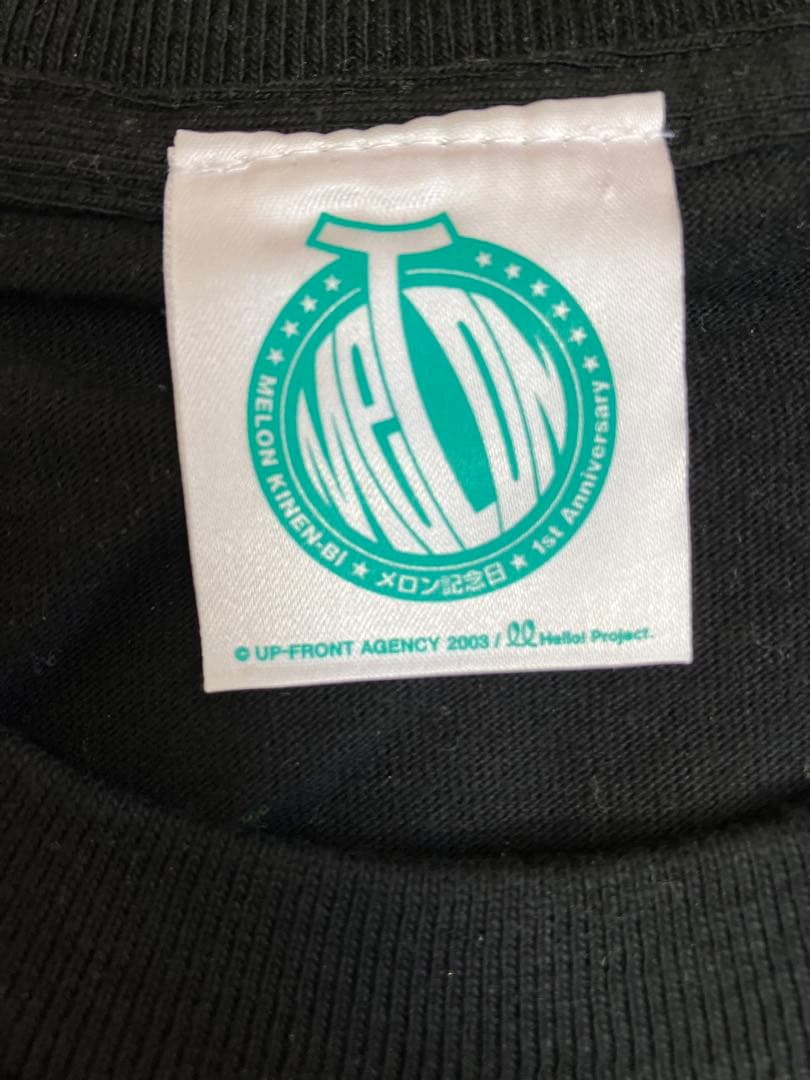 MELON
MELON KINEN-BI ★ メロン記念日 ★ 1st Anniversary
© UP-FRONT AGENCY 2003 / Hello! Project.